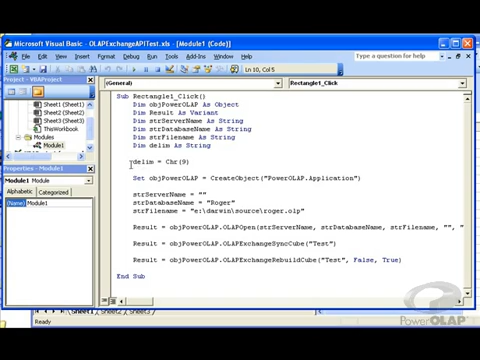 Microsoft Visual Basic - OLAPExchangeAPITest.xls - [Module1 (Code)]
File Edit View Insert Format Debug Run Tools Add-Ins Window Help
Type a question for help
Ln 10, Col 5
Project - VBAProject
Sheet1 (Sheet1)
Sheet2 (Sheet2)
Sheet3 (Sheet3)
ThisWorkbook
Modules
Module1
Properties - Module1
Module1 Module
Alphabetic Categorized
(Name) Module1
(General)
Rectangle1_Click
Sub Rectangle1_Click()
Dim objPowerOLAP As Object
Dim Result As Variant
Dim strServerName As String
Dim strDatabaseName As String
Dim strFilename As String
Dim delim As String
delim = Chr(9)
Set objPowerOLAP = CreateObject("PowerOLAP.Application")
strServerName = ""
strDatabaseName = "Roger"
strFilename = "e:\darwin\source\roger.olp"
Result = objPowerOLAP.OLAPOpen(strServerName, strDatabaseName, strFilename, "", "
Result = objPowerOLAP.OLAPExchangeSyncCube("Test")
Result = objPowerOLAP.OLAPExchangeRebuildCube("Test", False, True)
End Sub
Sheet1 Sheet2 Sheet3
Ready
PowerOLAP